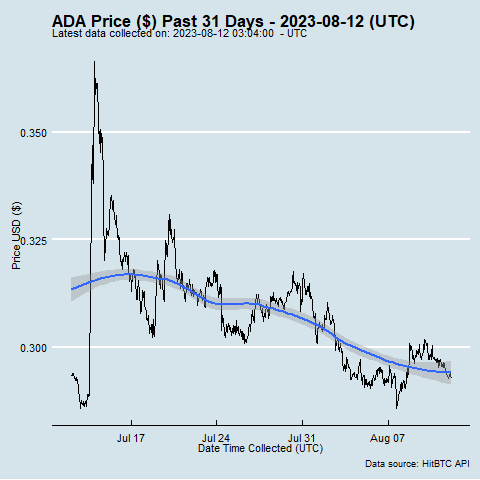 ADA Price ($) Past 31 Days - 2023-08-12 (UTC)
Latest data collected on: 2023-08-12 03:04:00 - UTC
0.350
0.325
0.300
Price USD ($)
Jul 17 Jul 24 Jul 31 Aug 07
Date Time Collected (UTC)
Data source: HitBTC API